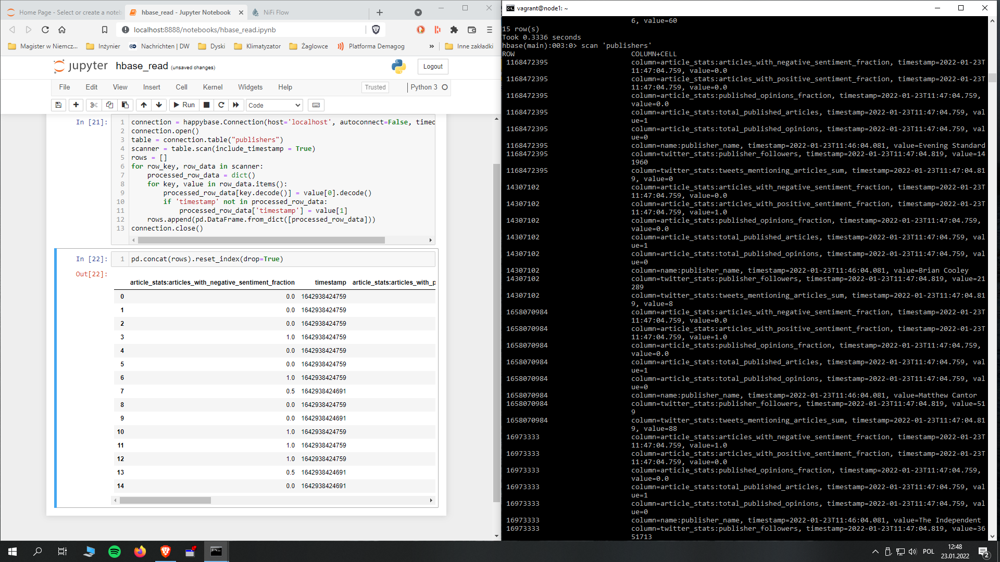 Home Page - Select or create a noteb
hbase_read - Jupyter Notebook
NiFi Flow
localhost:8888/notebooks/hbase_read.ipynb
Magister w Niemcz...
Inżynier
Nachrichten | DW
Dyski
Klimatyzator
Żaglowce
Platforma Demagog
»
Inne zakładki
jupyter
hbase_read (unsaved changes)
Logout
File
Edit
View
Insert
Cell
Kernel
Widgets
Help
Trusted
Python 3
Run
Code
In [21]:
1 connection = happybase.Connection(host='localhost', autoconnect=False, timeo
2 connection.open()
3 table = connection.table("publishers")
4 scanner = table.scan(include_timestamp = True)
5 rows = []
6 for row_key, row_data in scanner:
7 processed_row_data = dict()
8 for key, value in row_data.items():
9 processed_row_data[key.decode()] = value[0].decode()
10 if 'timestamp' not in processed_row_data:
11 processed_row_data['timestamp'] = value[1]
12 rows.append(pd.DataFrame.from_dict([processed_row_data]))
13 connection.close()
In [22]:
1 pd.concat(rows).reset_index(drop=True)
Out[22]:
article_stats:articles_with_negative_sentiment_fraction timestamp article_stats:articles_with_p
0 0.0 1642938424759
1 0.0 1642938424759
2 0.0 1642938424759
3 1.0 1642938424759
4 0.0 1642938424759
5 0.0 1642938424759
6 1.0 1642938424759
7 0.5 1642938424691
8 0.0 1642938424759
9 0.0 1642938424691
10 1.0 1642938424759
11 1.0 1642938424759
12 1.0 1642938424759
13 0.5 1642938424691
14 0.0 1642938424691
vagrant@node1: ~
6, value=60
15 row(s)
Took 0.3336 seconds
hbase(main):003:0> scan 'publishers'
ROW COLUMN+CELL
1168472395 column=article_stats:articles_with_negative_sentiment_fraction, timestamp=2022-01-23T
11:47:04.759, value=0.0
1168472395 column=article_stats:articles_with_positive_sentiment_fraction, timestamp=2022-01-23T
11:47:04.759, value=0.0
1168472395 column=article_stats:published_opinions_fraction, timestamp=2022-01-23T11:47:04.759,
value=0.0
1168472395 column=article_stats:total_published_articles, timestamp=2022-01-23T11:47:04.759, val
ue=1
1168472395 column=article_stats:total_published_opinions, timestamp=2022-01-23T11:47:04.759, val
ue=0
1168472395 column=name:publisher_name, timestamp=2022-01-23T11:46:04.081, value=Evening Standard
1168472395 column=twitter_stats:publisher_followers, timestamp=2022-01-23T11:47:04.819, value=14
1960
1168472395 column=twitter_stats:tweets_mentioning_articles_sum, timestamp=2022-01-23T11:47:04.81
9, value=0
14307102 column=article_stats:articles_with_negative_sentiment_fraction, timestamp=2022-01-23T
11:47:04.759, value=0.0
14307102 column=article_stats:articles_with_positive_sentiment_fraction, timestamp=2022-01-23T
11:47:04.759, value=1.0
14307102 column=article_stats:published_opinions_fraction, timestamp=2022-01-23T11:47:04.759,
value=0.0
14307102 column=article_stats:total_published_articles, timestamp=2022-01-23T11:47:04.759, val
ue=1
14307102 column=article_stats:total_published_opinions, timestamp=2022-01-23T11:47:04.759, val
ue=0
14307102 column=name:publisher_name, timestamp=2022-01-23T11:46:04.081, value=Brian Cooley
14307102 column=twitter_stats:publisher_followers, timestamp=2022-01-23T11:47:04.819, value=21
289
14307102 column=twitter_stats:tweets_mentioning_articles_sum, timestamp=2022-01-23T11:47:04.81
9, value=8
1658070984 column=article_stats:articles_with_negative_sentiment_fraction, timestamp=2022-01-23T
11:47:04.759, value=0.0
1658070984 column=article_stats:articles_with_positive_sentiment_fraction, timestamp=2022-01-23T
11:47:04.759, value=1.0
1658070984 column=article_stats:published_opinions_fraction, timestamp=2022-01-23T11:47:04.759,
value=0.0
1658070984 column=article_stats:total_published_articles, timestamp=2022-01-23T11:47:04.759, val
ue=1
1658070984 column=article_stats:total_published_opinions, timestamp=2022-01-23T11:47:04.759, val
ue=0
1658070984 column=name:publisher_name, timestamp=2022-01-23T11:46:04.081, value=Matthew Cantor
1658070984 column=twitter_stats:publisher_followers, timestamp=2022-01-23T11:47:04.819, value=51
9
1658070984 column=twitter_stats:tweets_mentioning_articles_sum, timestamp=2022-01-23T11:47:04.81
9, value=88
16973333 column=article_stats:articles_with_negative_sentiment_fraction, timestamp=2022-01-23T
11:47:04.759, value=1.0
16973333 column=article_stats:articles_with_positive_sentiment_fraction, timestamp=2022-01-23T
11:47:04.759, value=0.0
16973333 column=article_stats:published_opinions_fraction, timestamp=2022-01-23T11:47:04.759,
value=0.0
16973333 column=article_stats:total_published_articles, timestamp=2022-01-23T11:47:04.759, val
ue=1
16973333 column=article_stats:total_published_opinions, timestamp=2022-01-23T11:47:04.759, val
ue=0
16973333 column=name:publisher_name, timestamp=2022-01-23T11:46:04.081, value=The Independent
16973333 column=twitter_stats:publisher_followers, timestamp=2022-01-23T11:47:04.819, value=36
51713
POL
12:48
23.01.2022
2